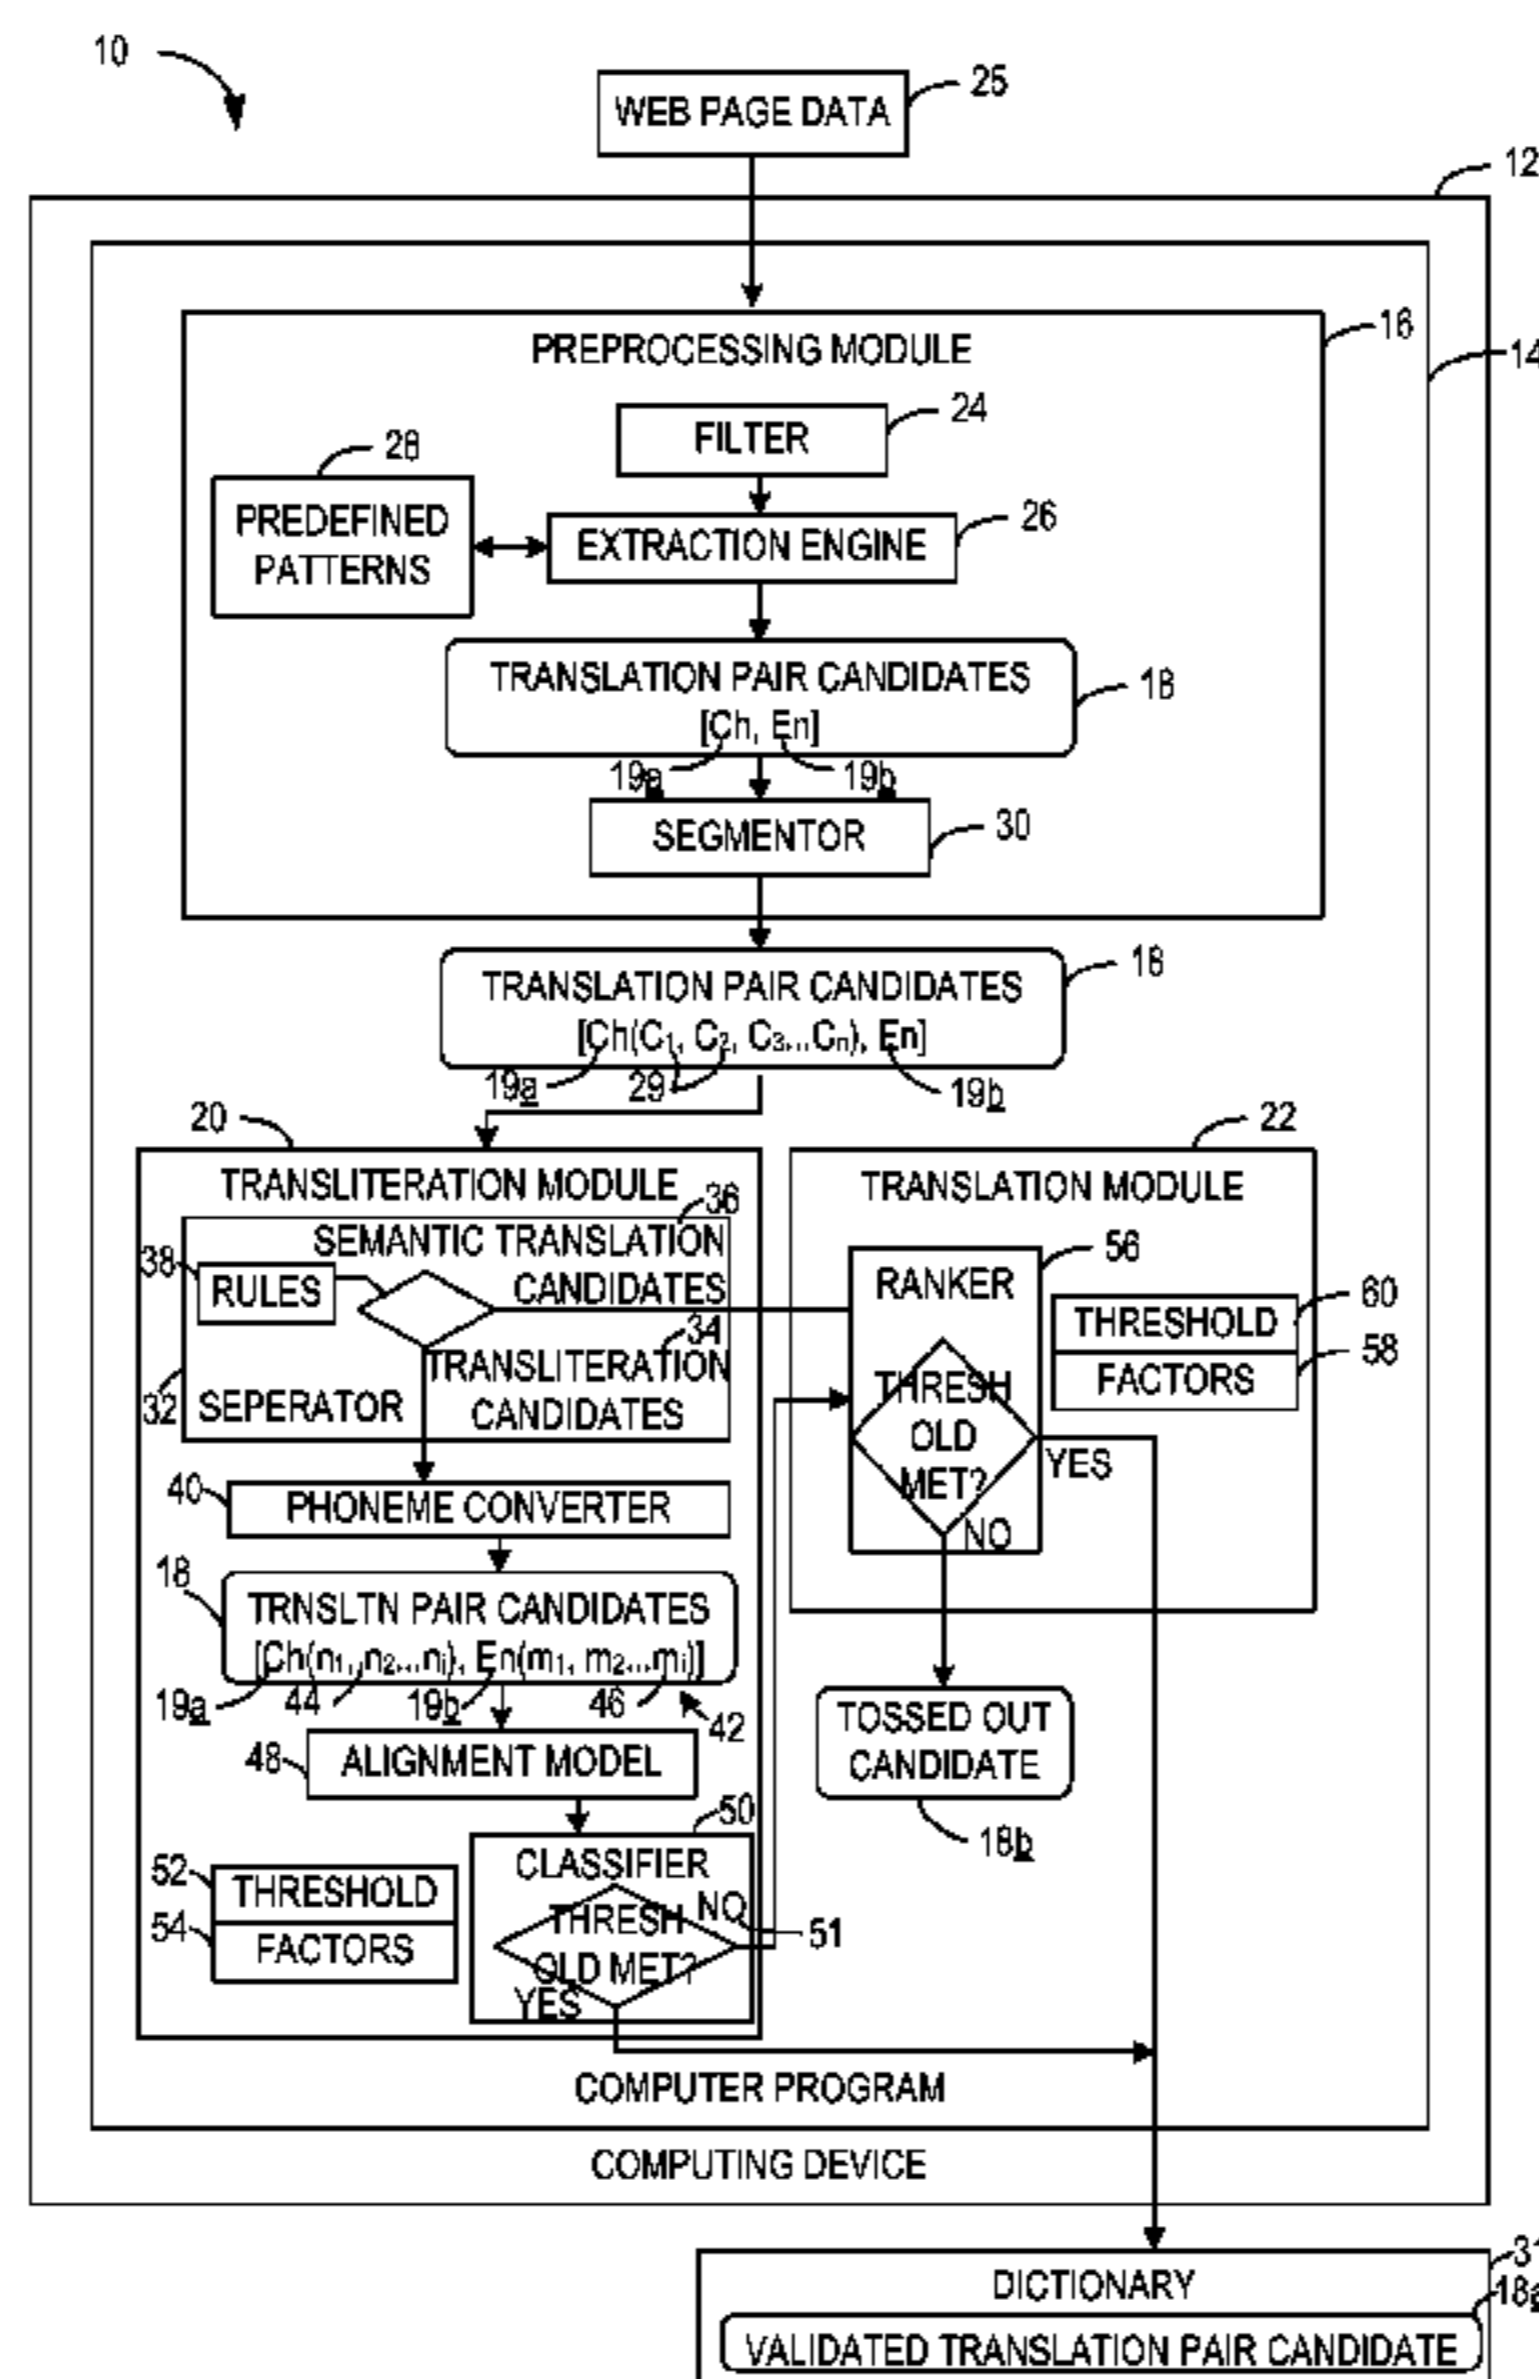 10
WEB PAGE DATA
25
12
PREPROCESSING MODULE
16
14
FILTER
24
28
PREDEFINED
PATTERNS
EXTRACTION ENGINE
26
TRANSLATION PAIR CANDIDATES
[Ch, En]
18
19a
19b
SEGMENTOR
30
TRANSLATION PAIR CANDIDATES
[Ch(C1, C2, C3...Cn), En]
18
19a
29
19b
20
22
TRANSLITERATION MODULE
TRANSLATION MODULE
36
SEMANTIC TRANSLATION
CANDIDATES
38
RULES
34
TRANSLITERATION
CANDIDATES
32
SEPERATOR
RANKER
56
THRESHOLD
60
FACTORS
58
THRESH
OLD
MET?
YES
NO
40
PHONEME CONVERTER
18
TRNSLTN PAIR CANDIDATES
[Ch(n1, n2...ni), En(m1, m2...mi)]
19a
44
19b
46
42
TOSSED OUT
CANDIDATE
18b
48
ALIGNMENT MODEL
50
CLASSIFIER
52
THRESHOLD
54
FACTORS
THRESH
OLD MET?
NO
51
YES
COMPUTER PROGRAM
COMPUTING DEVICE
DICTIONARY
31
18a
VALIDATED TRANSLATION PAIR CANDIDATE